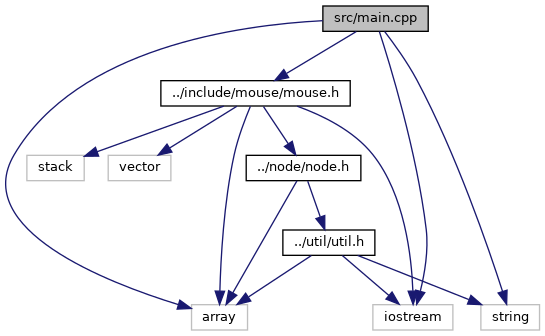 src/main.cpp
../include/mouse/mouse.h
stack
vector
../node/node.h
../util/util.h
array
iostream
string